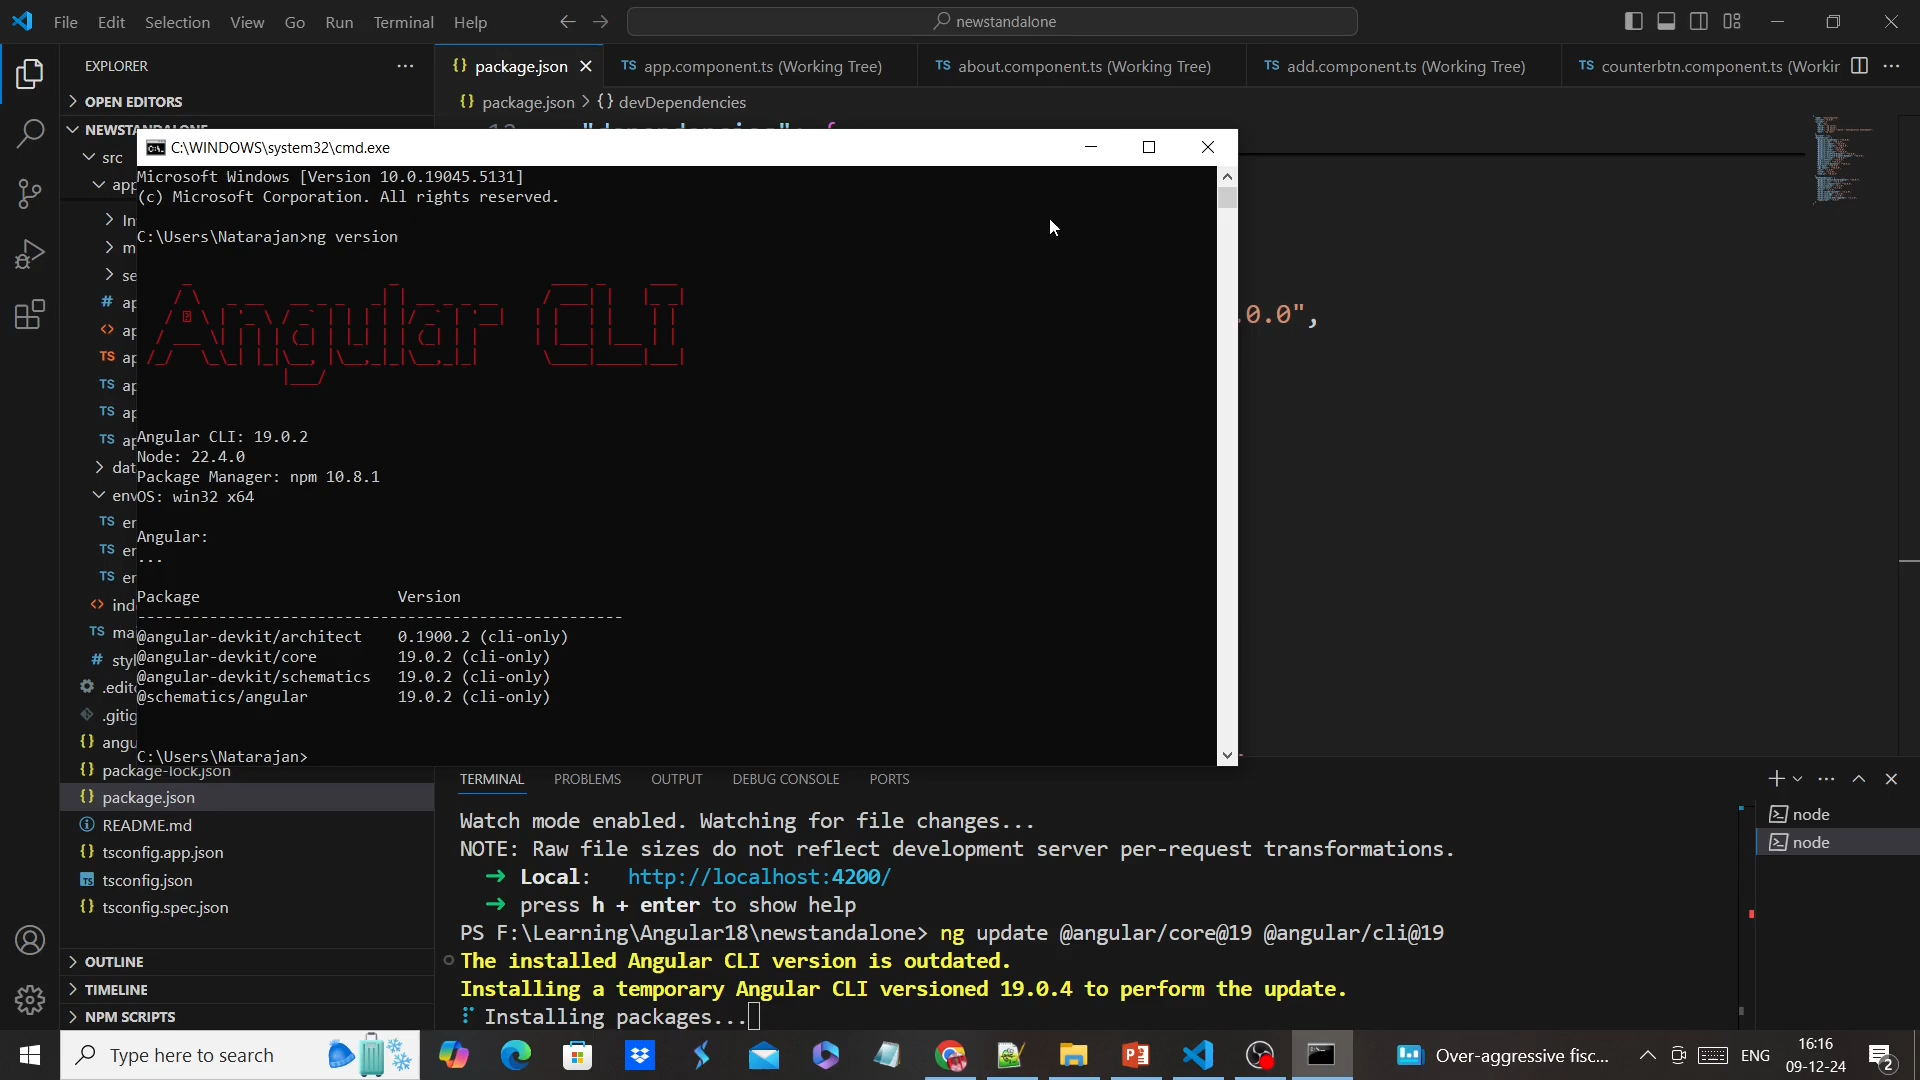 File Edit Selection View Go Run Terminal Help
newstandalone
EXPLORER
OPEN EDITORS
NEWSTANDALONE
src
# 
package-lock.json
package.json
README.md
tsconfig.app.json
tsconfig.json
tsconfig.spec.json
OUTLINE
TIMELINE
NPM SCRIPTS
{} package.json
TS app.component.ts (Working Tree)
TS about.component.ts (Working Tree)
TS add.component.ts (Working Tree)
TS counterbtn.component.ts (Workir
{} package.json > {} devDependencies
.0.0",
C:\WINDOWS\system32\cmd.exe
Microsoft Windows [Version 10.0.19045.5131]
(c) Microsoft Corporation. All rights reserved.
C:\Users\Natarajan>ng version
Angular CLI
Angular CLI: 19.0.2
Node: 22.4.0
Package Manager: npm 10.8.1
OS: win32 x64
Angular:
...
Package Version
------------------------------------------------------
@angular-devkit/architect 0.1900.2 (cli-only)
@angular-devkit/core 19.0.2 (cli-only)
@angular-devkit/schematics 19.0.2 (cli-only)
@schematics/angular 19.0.2 (cli-only)
C:\Users\Natarajan>
TERMINAL PROBLEMS OUTPUT DEBUG CONSOLE PORTS
Watch mode enabled. Watching for file changes...
NOTE: Raw file sizes do not reflect development server per-request transformations.
➜ Local: http://localhost:4200/
➜ press h + enter to show help
PS F:\Learning\Angular18\newstandalone> ng update @angular/core@19 @angular/cli@19
The installed Angular CLI version is outdated.
Installing a temporary Angular CLI versioned 19.0.4 to perform the update.
Installing packages...
node
node
Type here to search
Over-aggressive fisc...
ENG
16:16
09-12-24
2